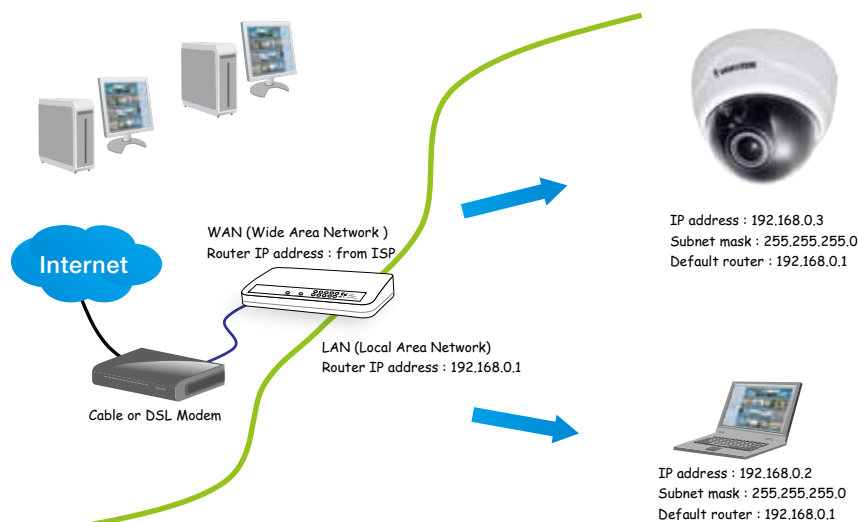 WAN (Wide Area Network )
Router IP address : from ISP
Internet
LAN (Local Area Network)
Router IP address : 192.168.0.1
Cable or DSL Modem
IP address : 192.168.0.3
Subnet mask : 255.255.255.0
Default router : 192.168.0.1
IP address : 192.168.0.2
Subnet mask : 255.255.255.0
Default router : 192.168.0.1